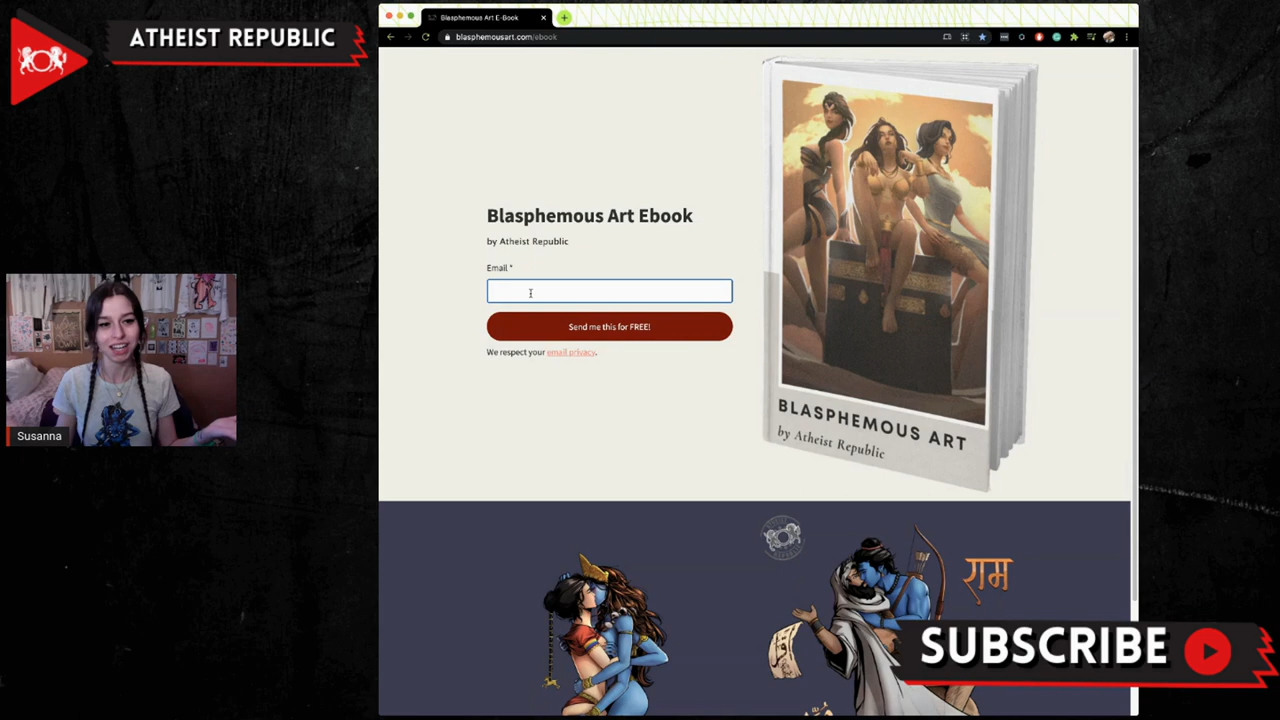 ATHEIST REPUBLIC
Blasphemous Art E-Book
blasphemousart.com/ebook
Blasphemous Art Ebook
by Atheist Republic
Email *
Send me this for FREE!
We respect your email privacy.
BLASPHEMOUS ART
by Atheist Republic
Susanna
राम
SUBSCRIBE